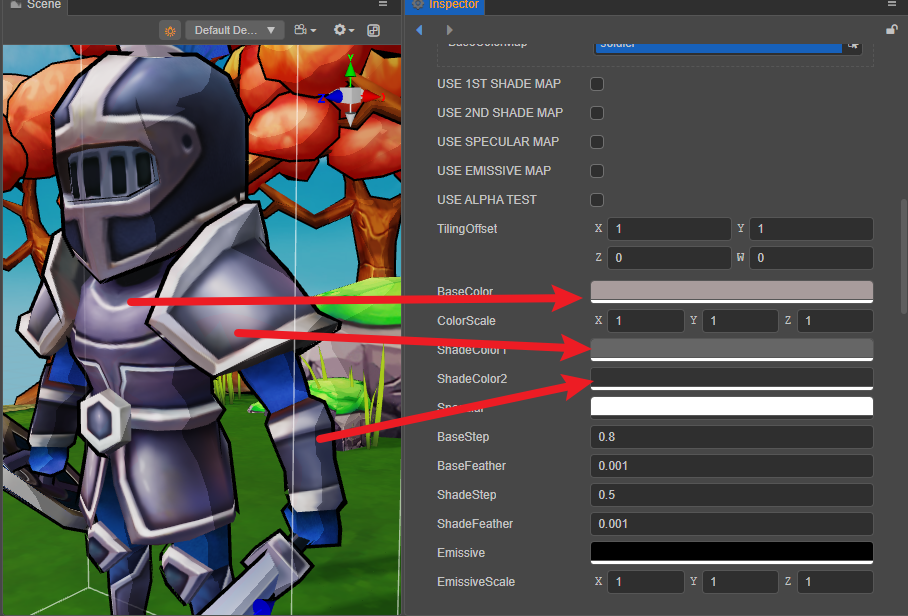 Scene
Inspector
Default De... ▼
Y
Z
BaseColorMap soldier
USE 1ST SHADE MAP
USE 2ND SHADE MAP
USE SPECULAR MAP
USE EMISSIVE MAP
USE ALPHA TEST
TilingOffset X 1 Y 1
Z 0 W 0
BaseColor
ColorScale X 1 Y 1 Z 1
ShadeColor1
ShadeColor2
Specular
BaseStep 0.8
BaseFeather 0.001
ShadeStep 0.5
ShadeFeather 0.001
Emissive
EmissiveScale X 1 Y 1 Z 1